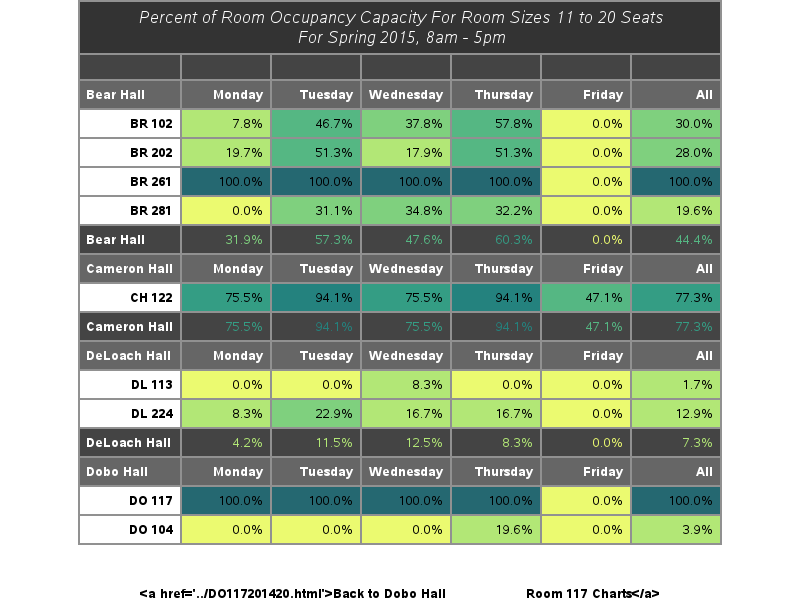 Percent of Room Occupancy Capacity For Room Sizes 11 to 20 Seats
For Spring 2015, 8am - 5pm
Bear Hall Monday Tuesday Wednesday Thursday Friday All
BR 102 7.8% 46.7% 37.8% 57.8% 0.0% 30.0%
BR 202 19.7% 51.3% 17.9% 51.3% 0.0% 28.0%
BR 261 100.0% 100.0% 100.0% 100.0% 0.0% 100.0%
BR 281 0.0% 31.1% 34.8% 32.2% 0.0% 19.6%
Bear Hall 31.9% 57.3% 47.6% 60.3% 0.0% 44.4%
Cameron Hall Monday Tuesday Wednesday Thursday Friday All
CH 122 75.5% 94.1% 75.5% 94.1% 47.1% 77.3%
Cameron Hall 75.5% 94.1% 75.5% 94.1% 47.1% 77.3%
DeLoach Hall Monday Tuesday Wednesday Thursday Friday All
DL 113 0.0% 0.0% 8.3% 0.0% 0.0% 1.7%
DL 224 8.3% 22.9% 16.7% 16.7% 0.0% 12.9%
DeLoach Hall 4.2% 11.5% 12.5% 8.3% 0.0% 7.3%
Dobo Hall Monday Tuesday Wednesday Thursday Friday All
DO 117 100.0% 100.0% 100.0% 100.0% 0.0% 100.0%
DO 104 0.0% 0.0% 0.0% 19.6% 0.0% 3.9%
<a href='../DO117201420.html'>Back to Dobo Hall Room 117 Charts</a>